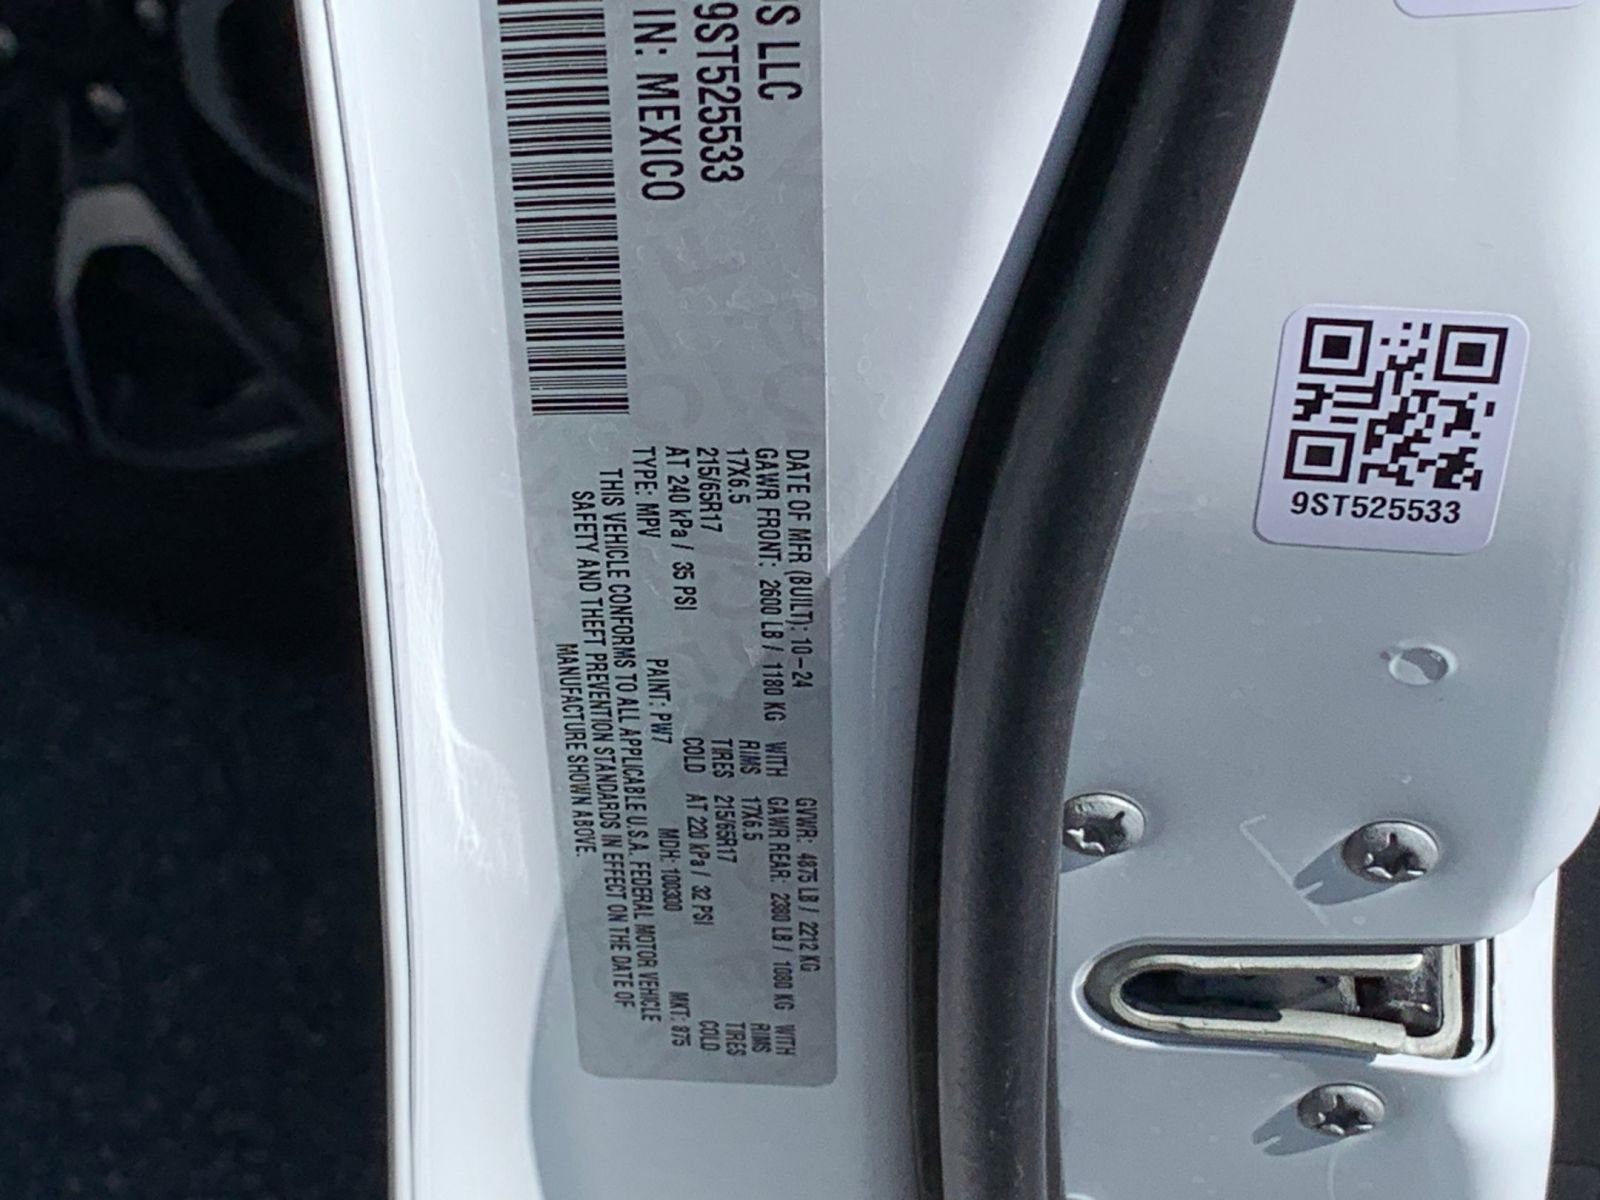 S LLC
9ST525533
IN: MEXICO
DATE OF MFR (BUILT): 10-24 GVWR: 4875 LB / 2212 KG
GAWR FRONT: 2600 LB / 1180 KG WITH GAWR REAR: 2380 LB / 1080 KG WITH
17X6.5 RIMS 17X6.5 RIMS
215/65R17 TIRES 215/65R17 TIRES
AT 240 kPa / 35 PSI COLD AT 220 kPa / 32 PSI COLD
TYPE: MPV PAINT: PW7 MDH: 100300 MKT: 875
THIS VEHICLE CONFORMS TO ALL APPLICABLE U.S.A. FEDERAL MOTOR VEHICLE
SAFETY AND THEFT PREVENTION STANDARDS IN EFFECT ON THE DATE OF
MANUFACTURE SHOWN ABOVE.
9ST525533